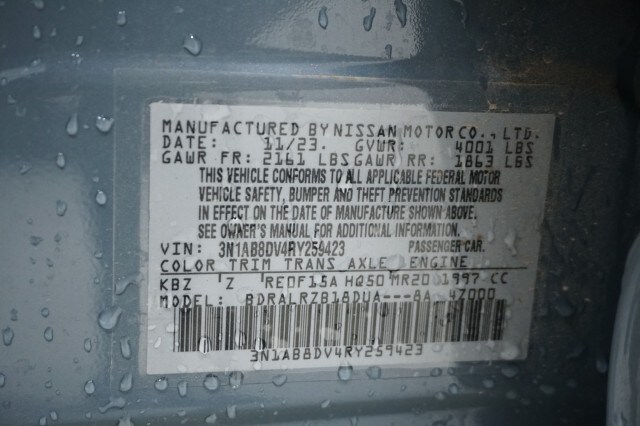 MANUFACTURED BY NISSAN MOTOR CO., LTD.
DATE: 11/23. GVWR: 4001 LBS
GAWR FR: 2161 LBS GAWR RR: 1863 LBS
THIS VEHICLE CONFORMS TO ALL APPLICABLE FEDERAL MOTOR
VEHICLE SAFETY, BUMPER AND THEFT PREVENTION STANDARDS
IN EFFECT ON THE DATE OF MANUFACTURE SHOWN ABOVE.
SEE OWNER'S MANUAL FOR ADDITIONAL INFORMATION.
VIN: 3N1AB8DV4RY259423 PASSENGER CAR.
COLOR TRIM TRANS AXLE ENGINE
KBZ Z RE0F15A HQ50 MR20 1997 CC
MODEL: BDRALRZB18DUA---8A 4Z000
3N1AB8DV4RY259423